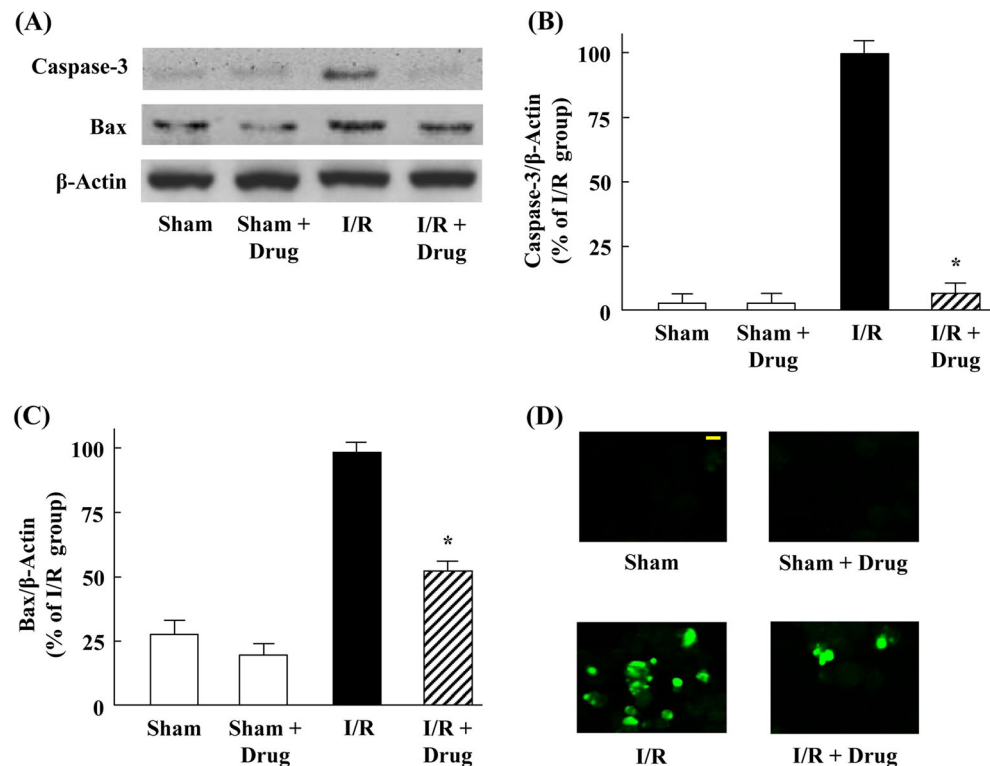 (A)
Caspase-3
Bax
β-Actin
Sham
Sham +
Drug
I/R
I/R +
Drug
(B)
Caspase-3/β-Actin
(% of I/R group)
100
75
50
25
0
*
Sham
Sham +
Drug
I/R
I/R +
Drug
(C)
Bax/β-Actin
(% of I/R group)
100
75
50
25
0
*
Sham
Sham +
Drug
I/R
I/R +
Drug
(D)
Sham
Sham + Drug
I/R
I/R + Drug